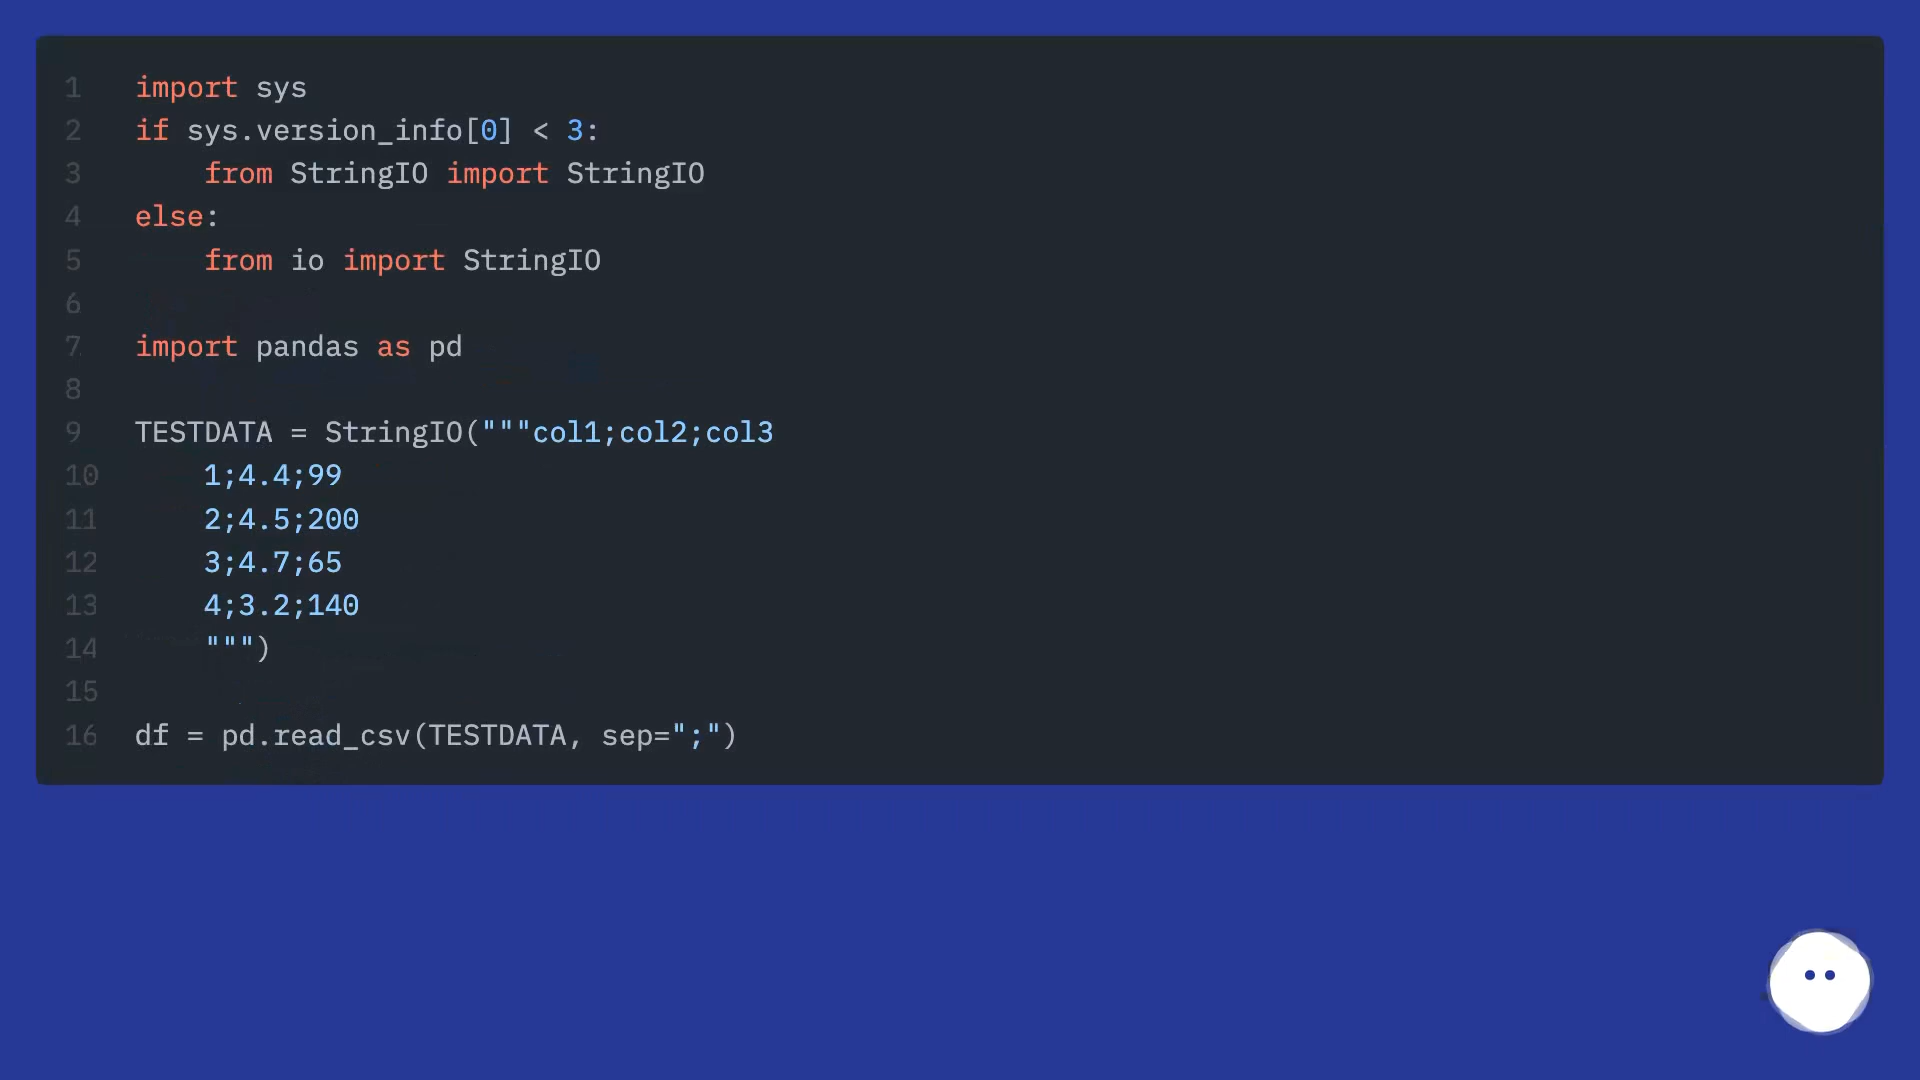 1 import sys
2 if sys.version_info[0] < 3:
3     from StringIO import StringIO
4 else:
5     from io import StringIO
6
7 import pandas as pd
8
9 TESTDATA = StringIO("""col1;col2;col3
10     1;4.4;99
11     2;4.5;200
12     3;4.7;65
13     4;3.2;140
14     """)
15
16 df = pd.read_csv(TESTDATA, sep=";")